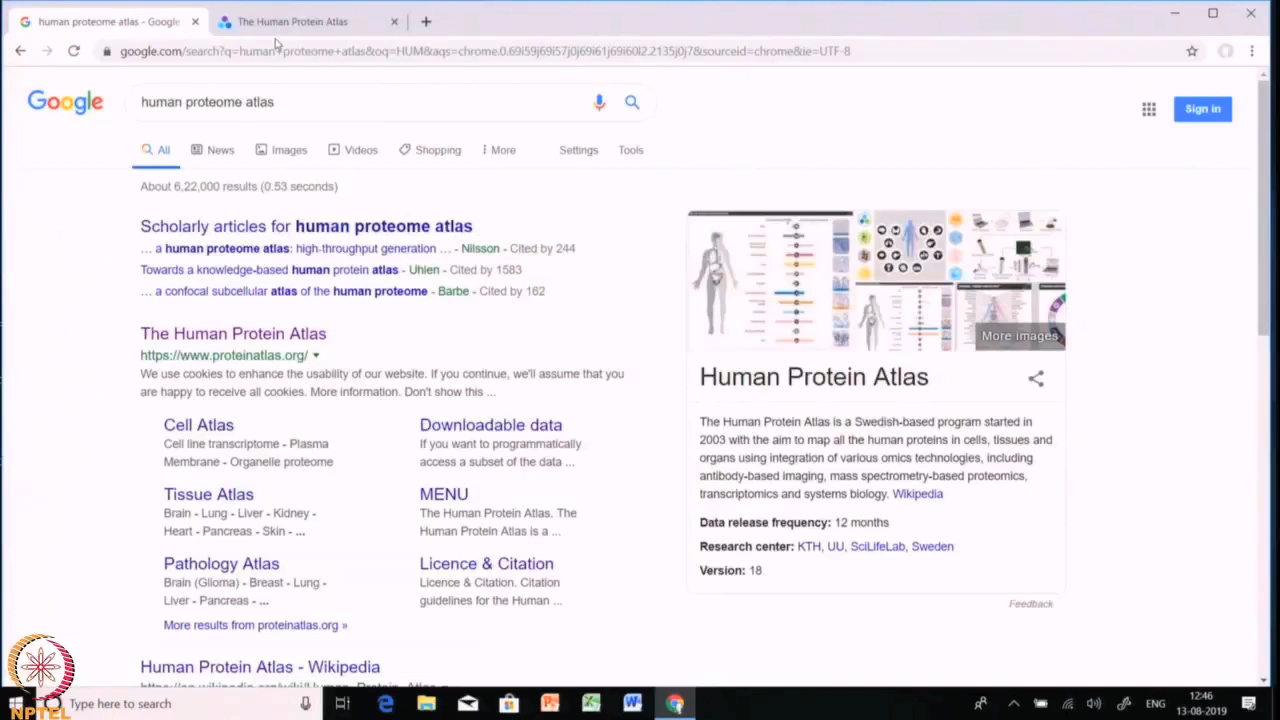 human proteome atlas - Google
The Human Protein Atlas
google.com/search?q=human+proteome+atlas&oq=HUM&aqs=chrome.0.69i59j69i57j0j69i61j69i60l2.2135j0j7&sourceid=chrome&ie=UTF-8
Google
human proteome atlas
Sign in
All
News
Images
Videos
Shopping
More
Settings
Tools
About 6,22,000 results (0.53 seconds)
Scholarly articles for human proteome atlas
... a human proteome atlas: high-throughput generation ... - Nilsson - Cited by 244
Towards a knowledge-based human protein atlas - Uhlen - Cited by 1583
... a confocal subcellular atlas of the human proteome - Barbe - Cited by 162
The Human Protein Atlas
https://www.proteinatlas.org/
We use cookies to enhance the usability of our website. If you continue, we'll assume that you
are happy to receive all cookies. More information. Don't show this ...
Cell Atlas
Cell line transcriptome - Plasma
Membrane - Organelle proteome
Downloadable data
If you want to programmatically
access a subset of the data ...
Tissue Atlas
Brain - Lung - Liver - Kidney -
Heart - Pancreas - Skin - ...
MENU
The Human Protein Atlas. The
Human Protein Atlas is a ...
Pathology Atlas
Brain (Glioma) - Breast - Lung -
Liver - Pancreas - ...
Licence & Citation
Licence & Citation. Citation
guidelines for the Human ...
More results from proteinatlas.org »
Human Protein Atlas - Wikipedia
More images
Human Protein Atlas
The Human Protein Atlas is a Swedish-based program started in
2003 with the aim to map all the human proteins in cells, tissues and
organs using integration of various omics technologies, including
antibody-based imaging, mass spectrometry-based proteomics,
transcriptomics and systems biology. Wikipedia
Data release frequency: 12 months
Research center: KTH, UU, SciLifeLab, Sweden
Version: 18
Feedback
NPTEL
Type here to search
ENG
12:46
13-08-2019